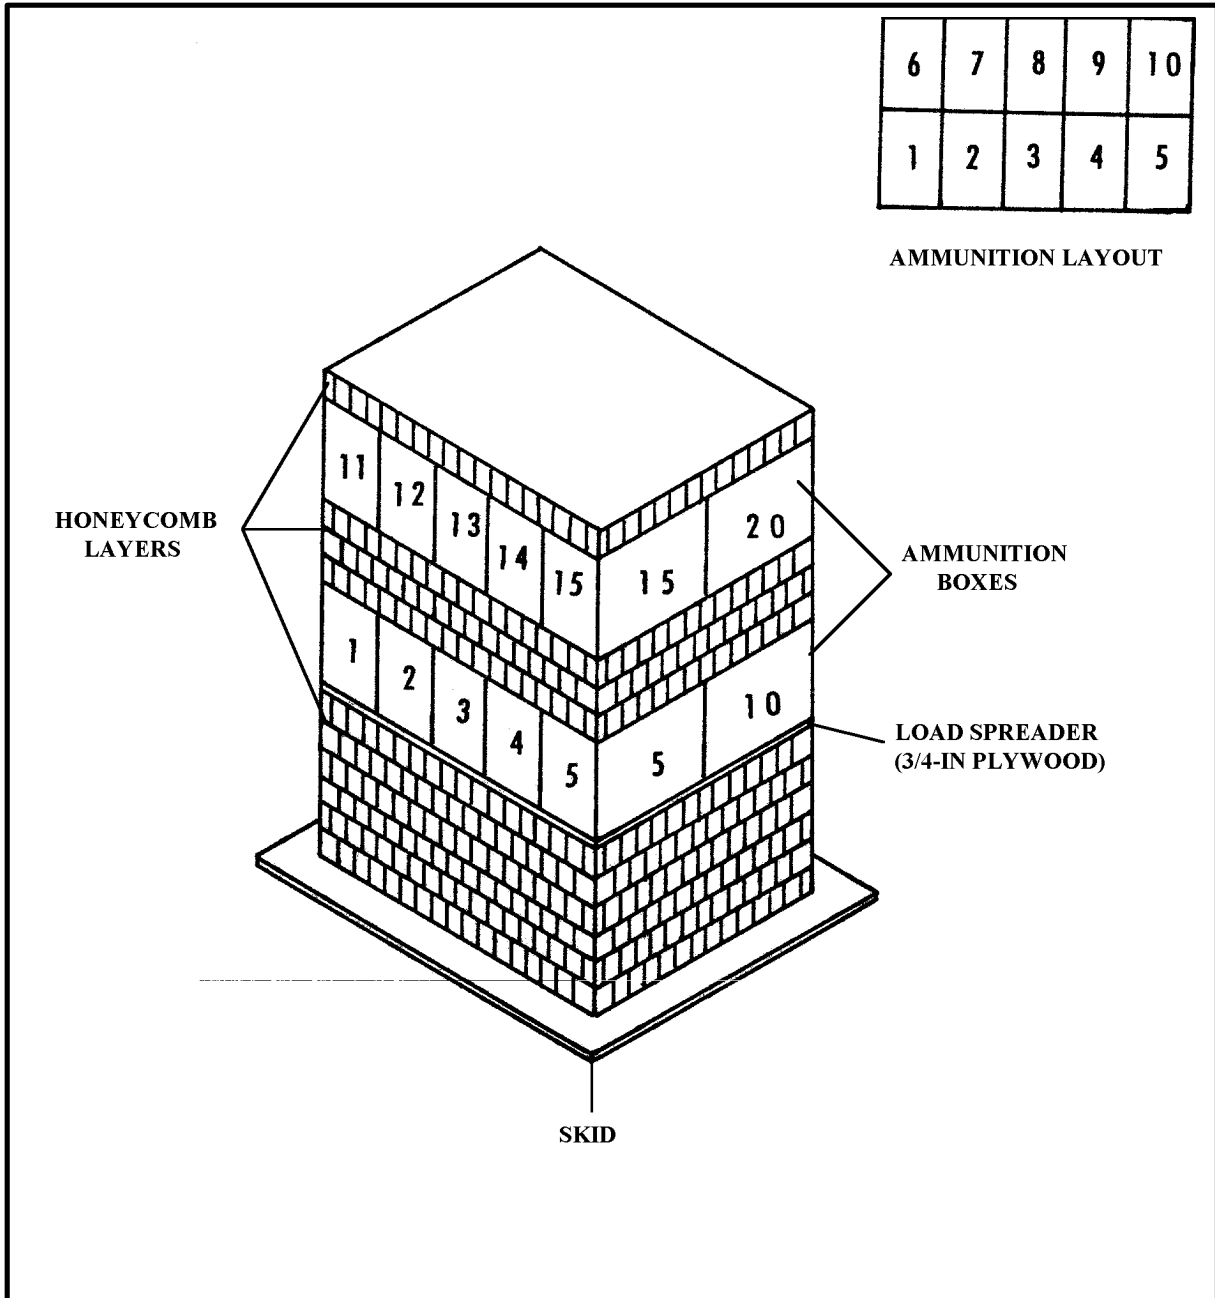 6 7 8 9 10
1 2 3 4 5
AMMUNITION LAYOUT
11 12 13 14 15 15 20
HONEYCOMB
LAYERS
AMMUNITION
BOXES
1 2 3 4 5 5 10
LOAD SPREADER
(3/4-IN PLYWOOD)
SKID